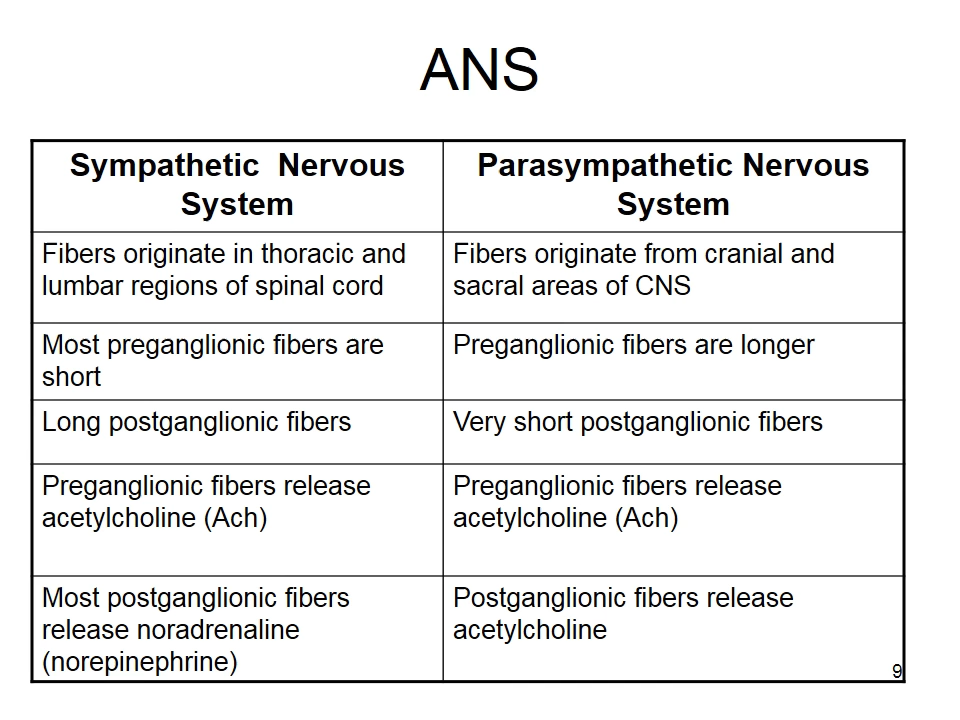 ANS
Sympathetic  Nervous
System
Parasympathetic Nervous
System
Fibers originate in thoracic and
lumbar regions of spinal cord
Fibers originate from cranial and
sacral areas of CNS
Most preganglionic fibers are
short
Preganglionic fibers are longer
Long postganglionic fibers
Very short postganglionic fibers
Preganglionic fibers release
acetylcholine (Ach)
Preganglionic fibers release
acetylcholine (Ach)
Most postganglionic fibers
release noradrenaline
(norepinephrine)
Postganglionic fibers release
acetylcholine
9